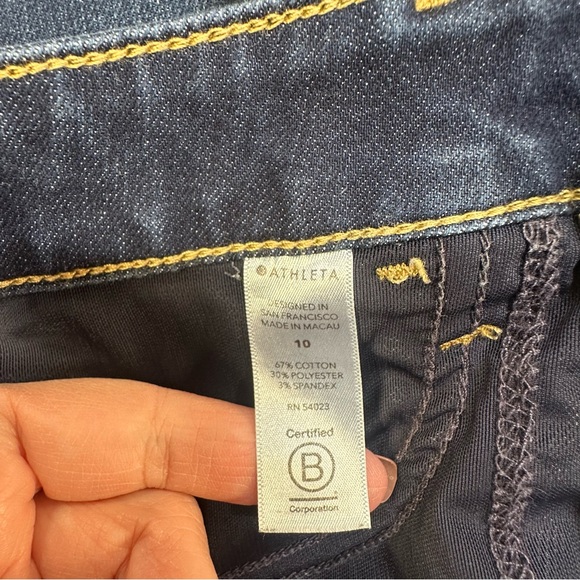 ATHLETA
DESIGNED IN
SAN FRANCISCO
MADE IN MACAU
10
67% COTTON
30% POLYESTER
3% SPANDEX
RN 54023
Certified
B
Corporation